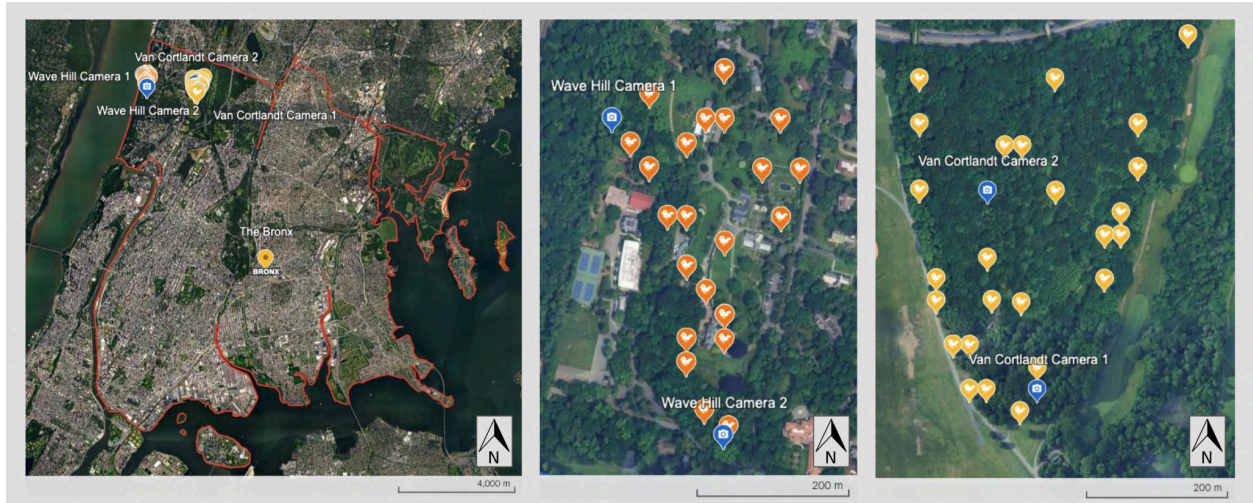 Van Cortlandt Camera 2
Wave Hill Camera 1
Wave Hill Camera 2
Van Cortlandt Camera 1
The Bronx
BRONX
N
4,000 m
Wave Hill Camera 1
Wave Hill Camera 2
N
200 m
Van Cortlandt Camera 2
Van Cortlandt Camera 1
N
200 m